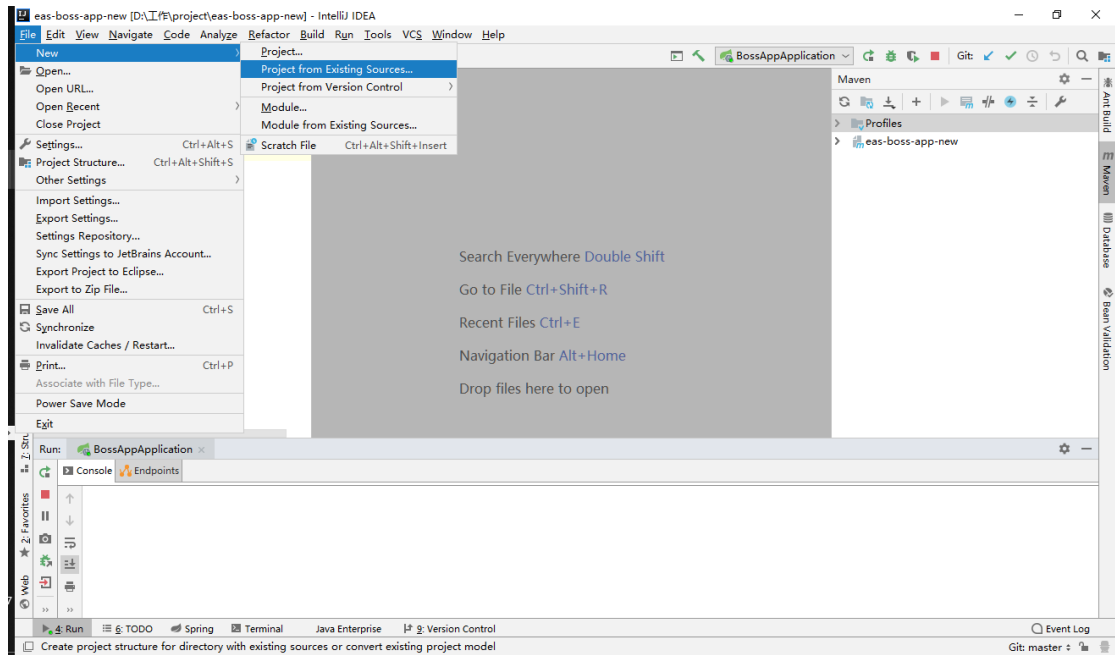 eas-boss-app-new [D:\工作\project\eas-boss-app-new] - IntelliJ IDEA
File Edit View Navigate Code Analyze Refactor Build Run Tools VCS Window Help
New
Open...
Open URL...
Open Recent
Close Project
Settings... Ctrl+Alt+S
Project Structure... Ctrl+Alt+Shift+S
Other Settings
Import Settings...
Export Settings...
Settings Repository...
Sync Settings to JetBrains Account...
Export Project to Eclipse...
Export to Zip File...
Save All Ctrl+S
Synchronize
Invalidate Caches / Restart...
Print... Ctrl+P
Associate with File Type...
Power Save Mode
Exit
Project...
Project from Existing Sources...
Project from Version Control
Module...
Module from Existing Sources...
Scratch File Ctrl+Alt+Shift+Insert
BossAppApplication
Git:
Maven
Profiles
eas-boss-app-new
Ant Build
Maven
Database
Bean Validation
Search Everywhere Double Shift
Go to File Ctrl+Shift+R
Recent Files Ctrl+E
Navigation Bar Alt+Home
Drop files here to open
Z: Stru
2: Favorites
Web
Run: BossAppApplication
Console Endpoints
4: Run 6: TODO Spring Terminal Java Enterprise 9: Version Control Event Log
Create project structure for directory with existing sources or convert existing project model Git: master